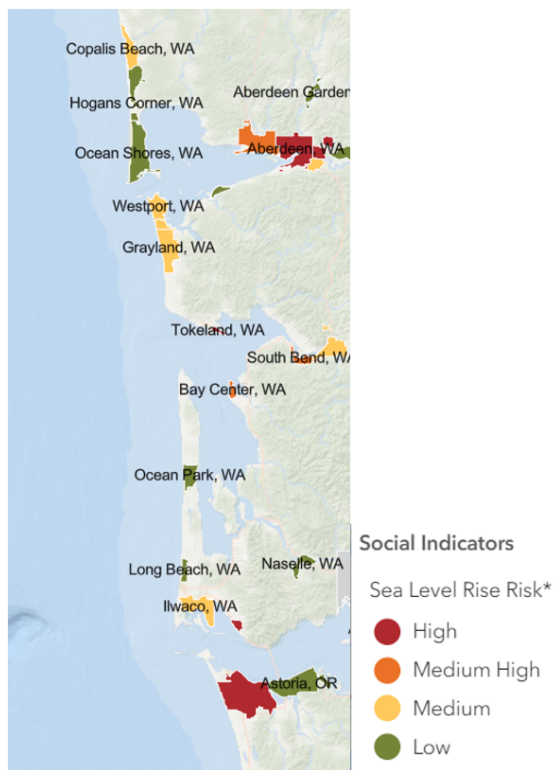 Copalis Beach, WA
Aberdeen Garden
Hogans Corner, WA
Aberdeen, WA
Ocean Shores, WA
Westport, WA
Grayland, WA
Tokeland, WA
South Bend, WA
Bay Center, WA
Ocean Park, WA
Long Beach, WA
Naselle, WA
Ilwaco, WA
Astoria, OR
Social Indicators
Sea Level Rise Risk*
High
Medium High
Medium
Low